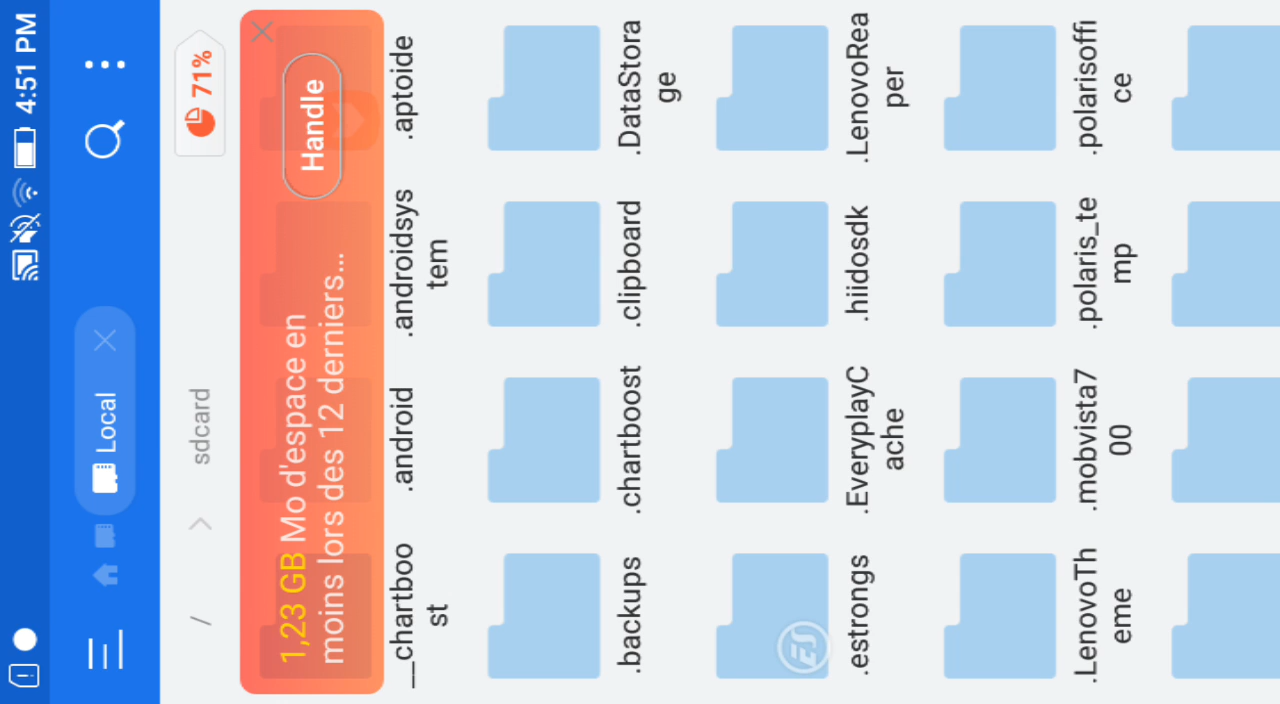 4:51 PM
Local
/ > sdcard
71%
1,23 GB Mo d'espace en
moins lors des 12 derniers...
Handle
__chartboo
st
.android
.androidsys
tem
.aptoide
.backups
.chartboost
.clipboard
.DataStora
ge
.estrongs
.EveryplayC
ache
.hiidosdk
.LenovoRea
per
.LenovoTh
eme
.mobvista7
00
.polaris_te
mp
.polarisoffi
ce